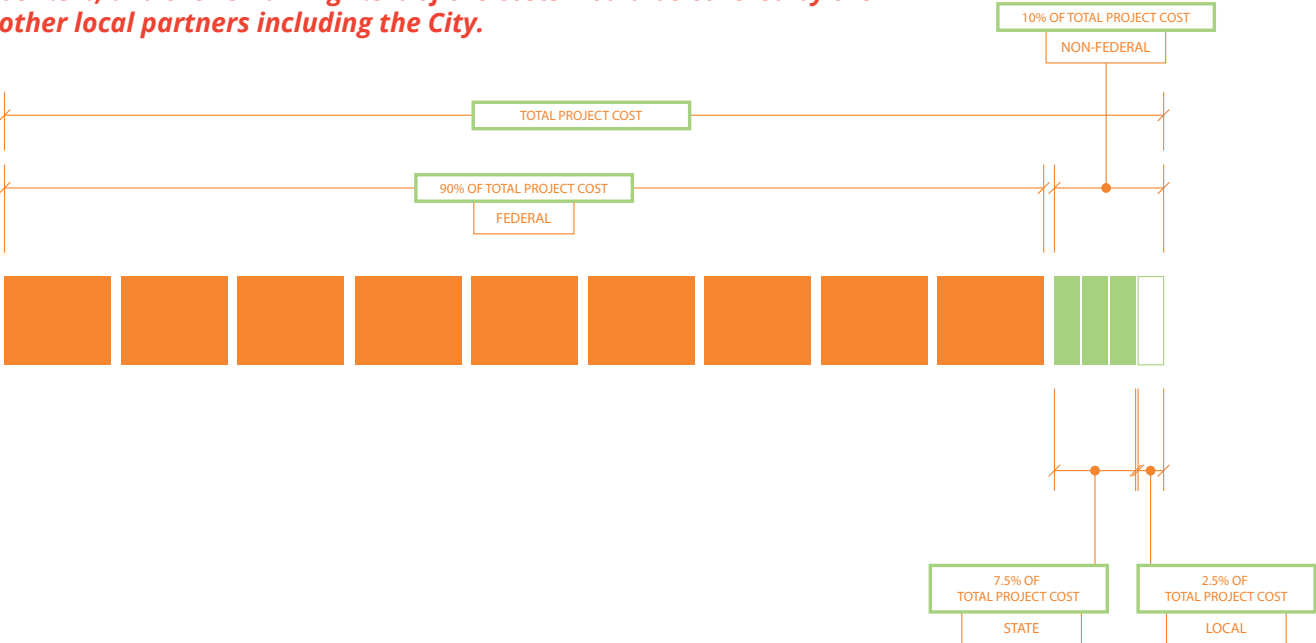 other local partners including the City.
10% OF TOTAL PROJECT COST
NON-FEDERAL
TOTAL PROJECT COST
90% OF TOTAL PROJECT COST
FEDERAL
7.5% OF
TOTAL PROJECT COST
STATE
2.5% OF
TOTAL PROJECT COST
LOCAL